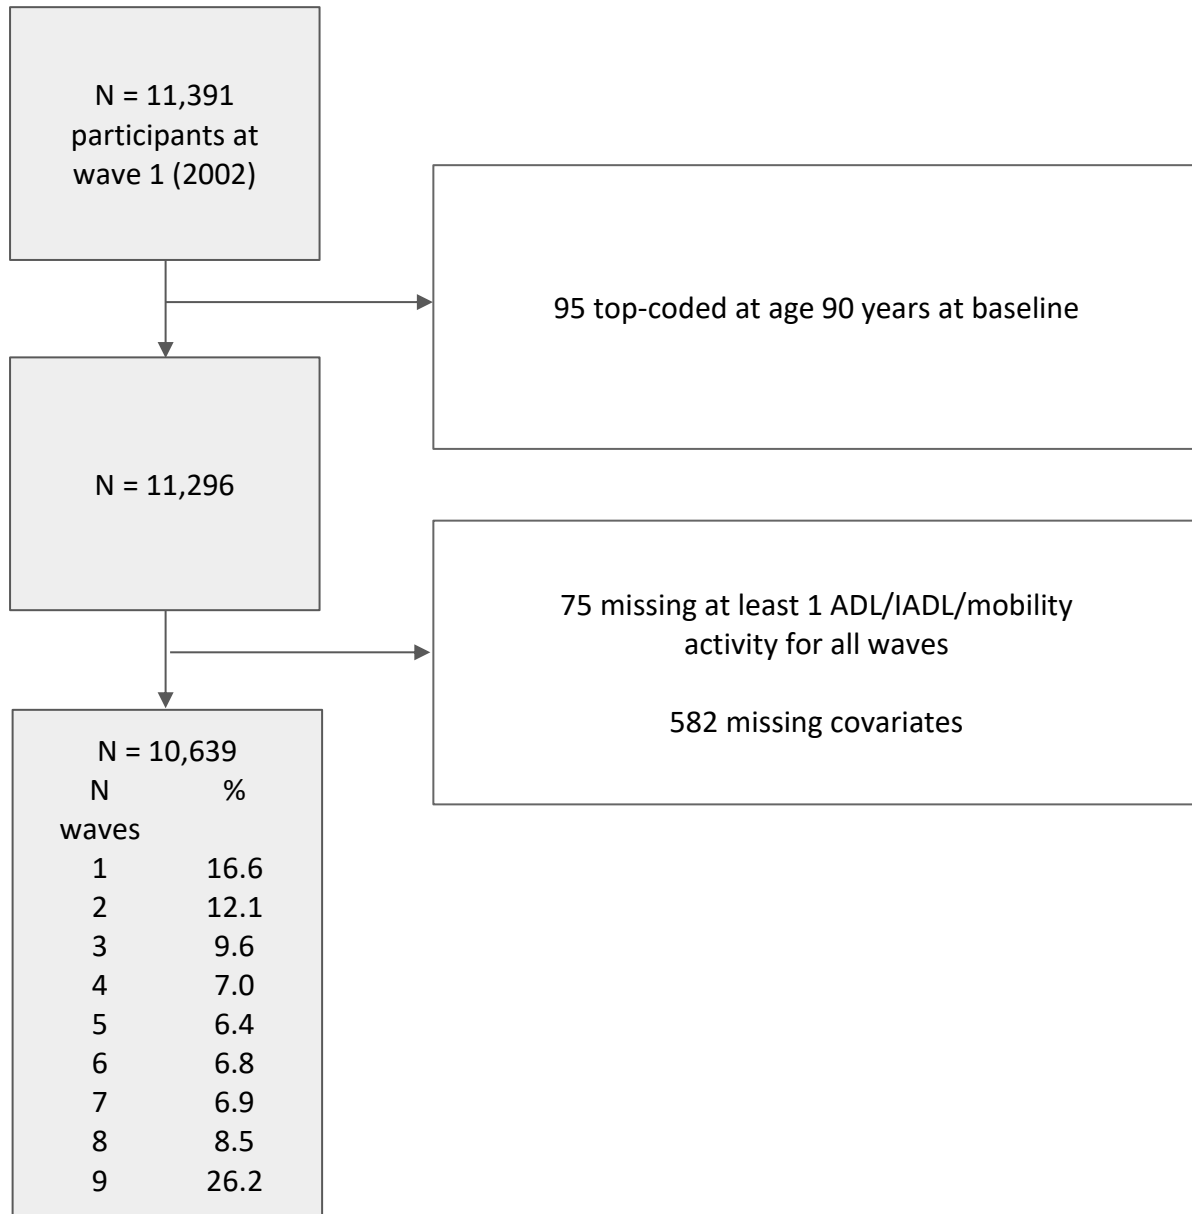 N = 11,391
participants at
wave 1 (2002)
95 top-coded at age 90 years at baseline
N = 11,296
75 missing at least 1 ADL/IADL/mobility
activity for all waves
582 missing covariates
N = 10,639
N %
waves
1 16.6
2 12.1
3 9.6
4 7.0
5 6.4
6 6.8
7 6.9
8 8.5
9 26.2